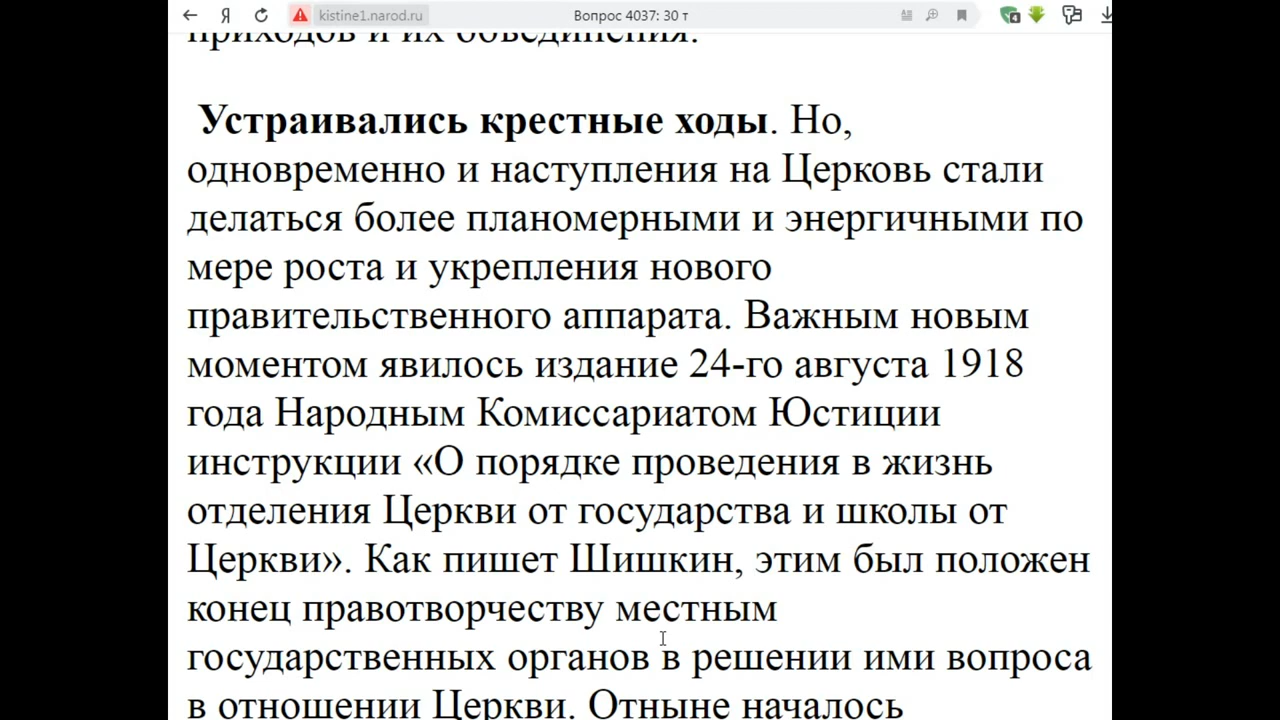 kistine1.narod.ru
Вопрос 4037: 30 т
приходов и их объединения.
Устраивались крестные ходы. Но,
одновременно и наступления на Церковь стали
делаться более планомерными и энергичными по
мере роста и укрепления нового
правительственного аппарата. Важным новым
моментом явилось издание 24-го августа 1918
года Народным Комиссариатом Юстиции
инструкции «О порядке проведения в жизнь
отделения Церкви от государства и школы от
Церкви». Как пишет Шишкин, этим был положен
конец правотворчеству местным
государственных органов в решении ими вопроса
в отношении Церкви. Отныне началось